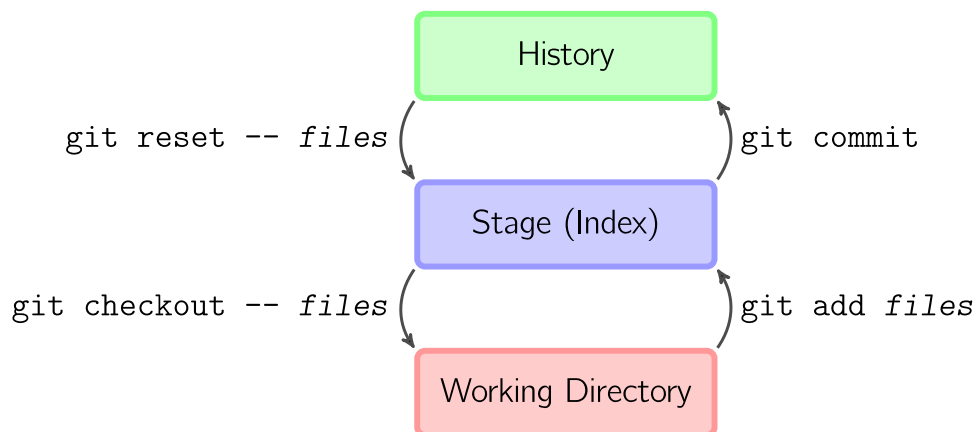 History
git reset -- files
git commit
Stage (Index)
git checkout -- files
git add files
Working Directory